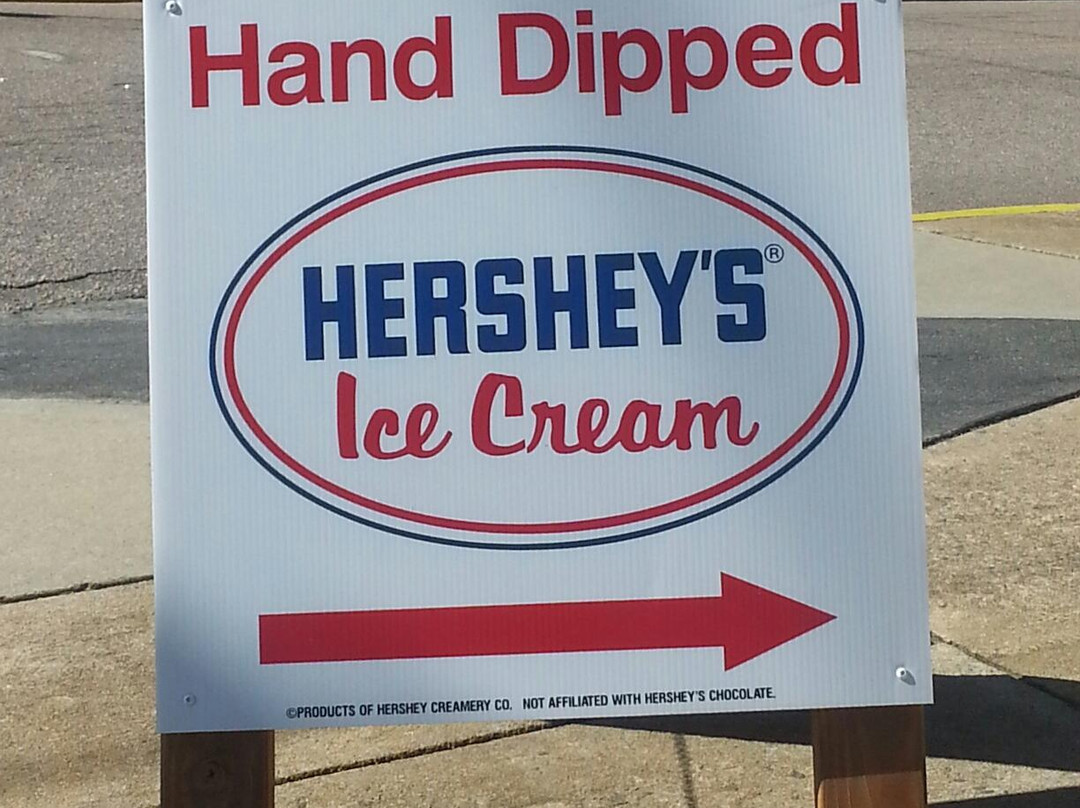 Hand Dipped
HERSHEY'S®
Ice Cream
©PRODUCTS OF HERSHEY CREAMERY CO. NOT AFFILIATED WITH HERSHEY'S CHOCOLATE.